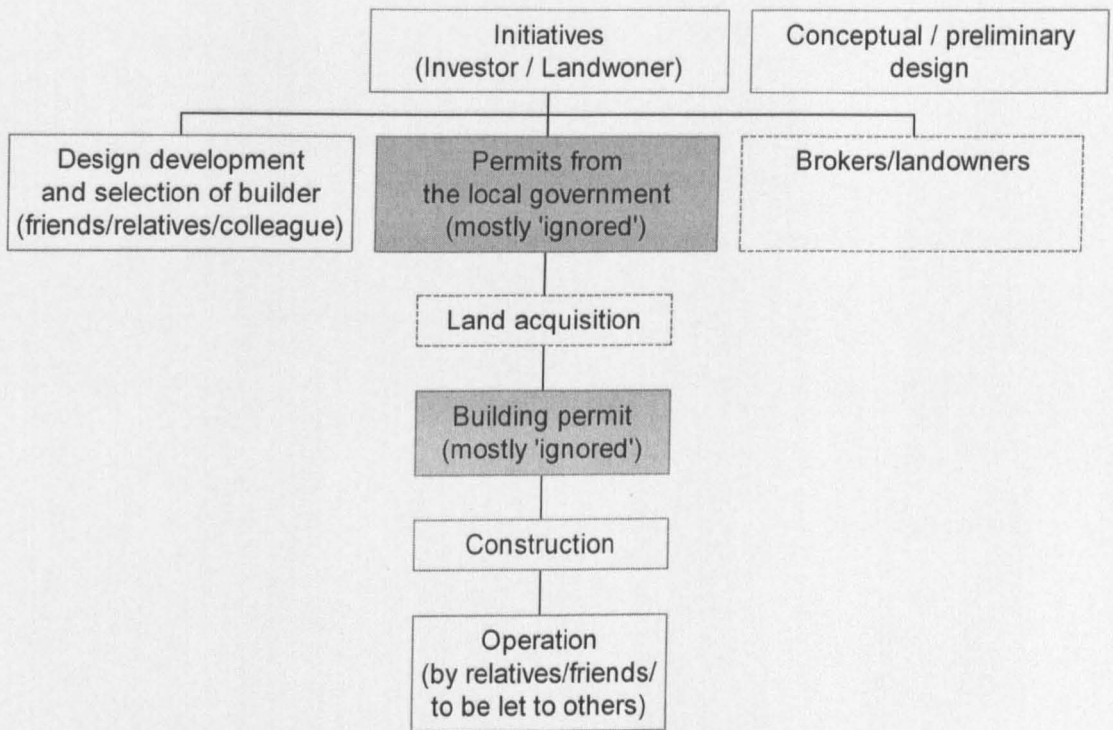 Initiatives
(Investor / Landwoner)
Conceptual / preliminary
design
Design development
and selection of builder
(friends/relatives/colleague)
Permits from
the local government
(mostly 'ignored')
Brokers/landowners
Land acquisition
Building permit
(mostly 'ignored')
Construction
Operation
(by relatives/friends/
to be let to others)